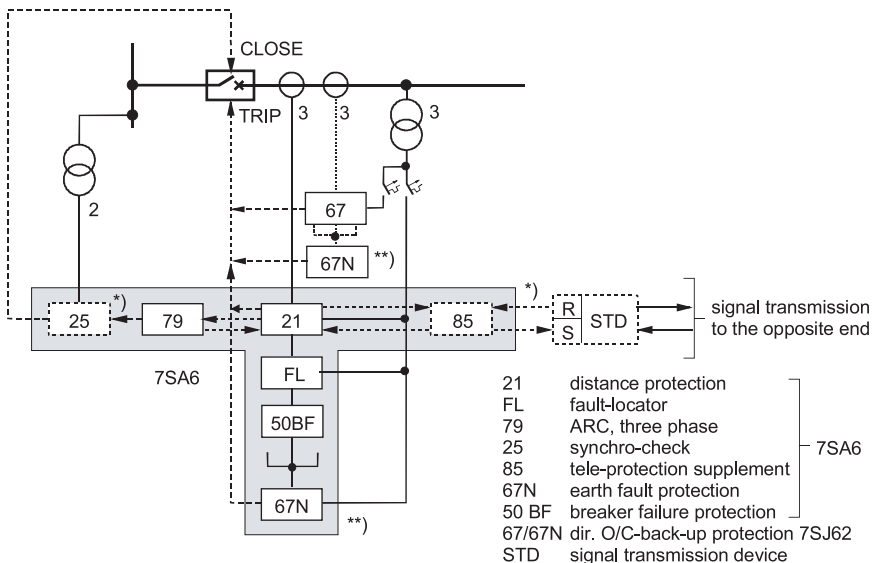 CLOSE
TRIP
3
3
3
2
67
67N
**)
*)
*)
25
79
21
85
R
S
STD
signal transmission
to the opposite end
7SA6
FL
50BF
67N
**)
21 distance protection
FL fault-locator
79 ARC, three phase
25 synchro-check
85 tele-protection supplement
67N earth fault protection
50 BF breaker failure protection
7SA6
67/67N dir. O/C-back-up protection 7SJ62
STD signal transmission device